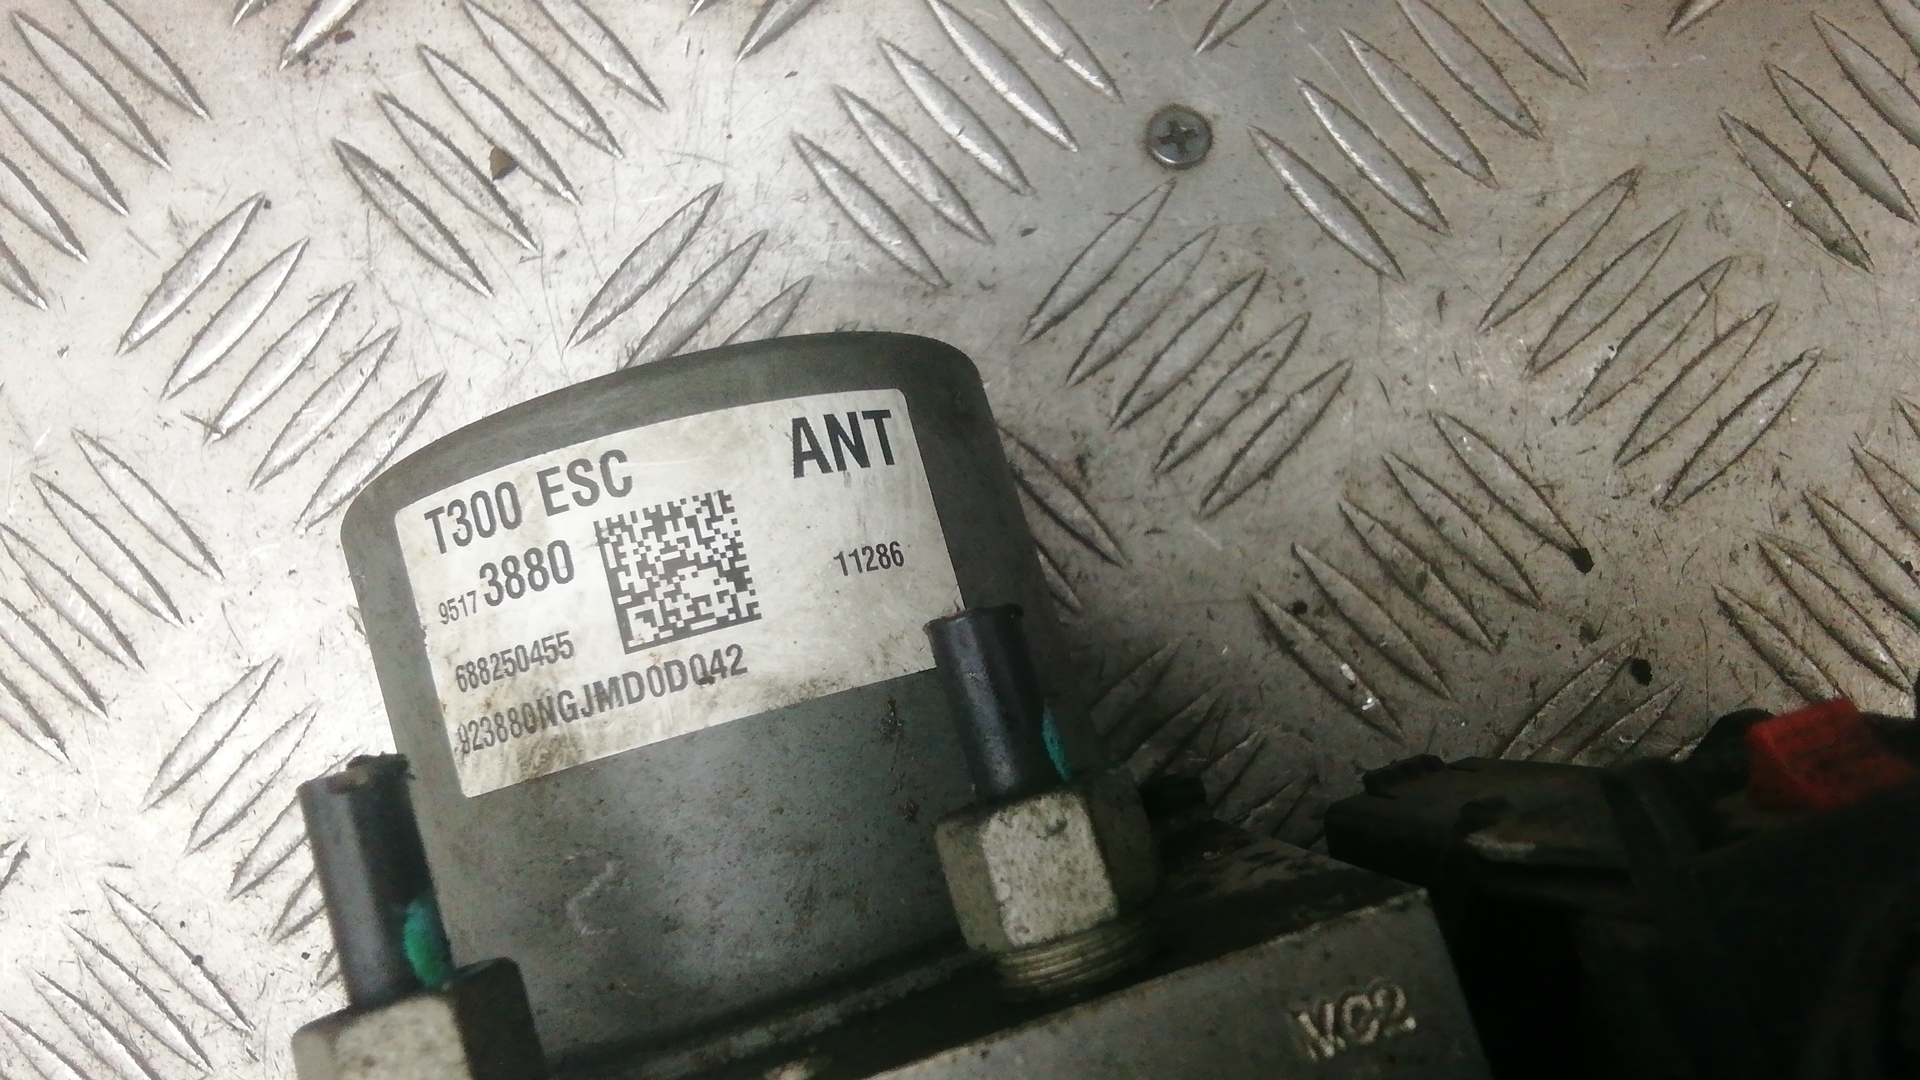 T300 ESC ANT
9517 3880 11286
688250455
923880NGJMD0DQ42
MC2